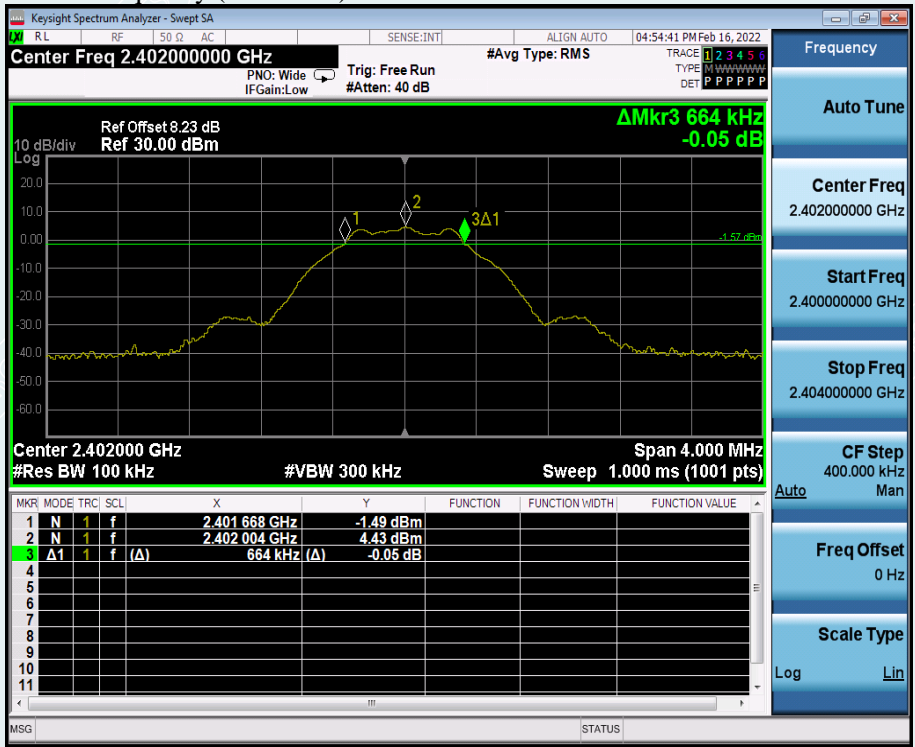 Keysight Spectrum Analyzer - Swept SA
LXI RL RF 50 Ω AC SENSE:INT ALIGN AUTO 04:54:41 PM Feb 16, 2022
Center Freq 2.402000000 GHz #Avg Type: RMS TRACE 1 2 3 4 5 6
PNO: Wide Trig: Free Run TYPE M WWWWW
IFGain:Low #Atten: 40 dB DET P P P P P P
ΔMkr3 664 kHz
-0.05 dB
Ref Offset 8.23 dB
10 dB/div Ref 30.00 dBm
Log
20.0
10.0
0.00
-10.0
-20.0
-30.0
-40.0
-50.0
-60.0
1
2
3Δ1
-1.57 dBm
Center 2.402000 GHz Span 4.000 MHz
#Res BW 100 kHz #VBW 300 kHz Sweep 1.000 ms (1001 pts)
MKR MODE TRC SCL X Y FUNCTION FUNCTION WIDTH FUNCTION VALUE
1 N 1 f 2.401 668 GHz -1.49 dBm
2 N 1 f 2.402 004 GHz 4.43 dBm
3 Δ1 1 f (Δ) 664 kHz (Δ) -0.05 dB
4
5
6
7
8
9
10
11
MSG STATUS
Frequency
Auto Tune
Center Freq
2.402000000 GHz
Start Freq
2.400000000 GHz
Stop Freq
2.404000000 GHz
CF Step
400.000 kHz
Auto Man
Freq Offset
0 Hz
Scale Type
Log Lin